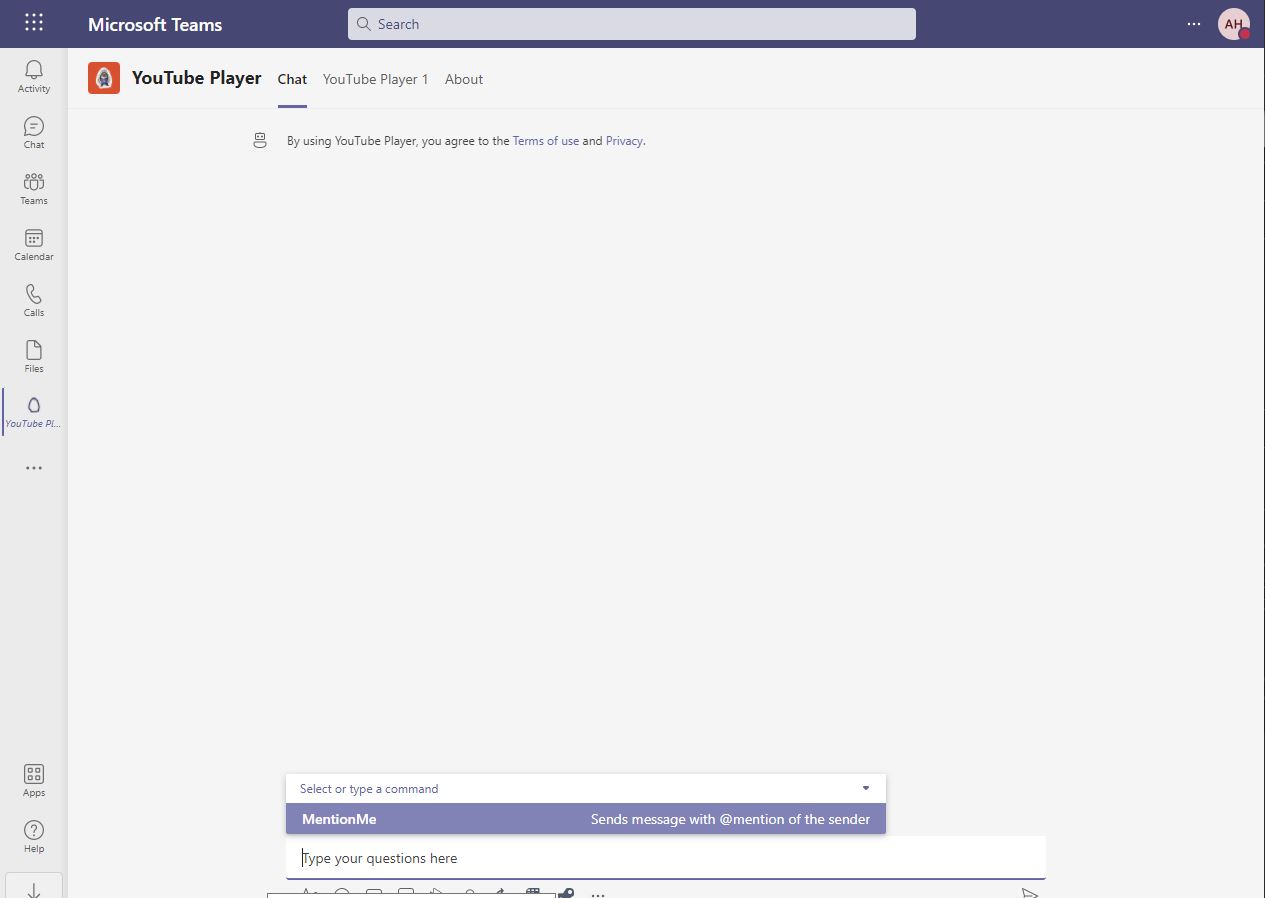 Microsoft Teams
Search
AH
Activity
Chat
Teams
Calendar
Calls
Files
YouTube Pl...
Apps
Help
YouTube Player Chat YouTube Player 1 About
By using YouTube Player, you agree to the Terms of use and Privacy.
Select or type a command
MentionMe Sends message with @mention of the sender
Type your questions here